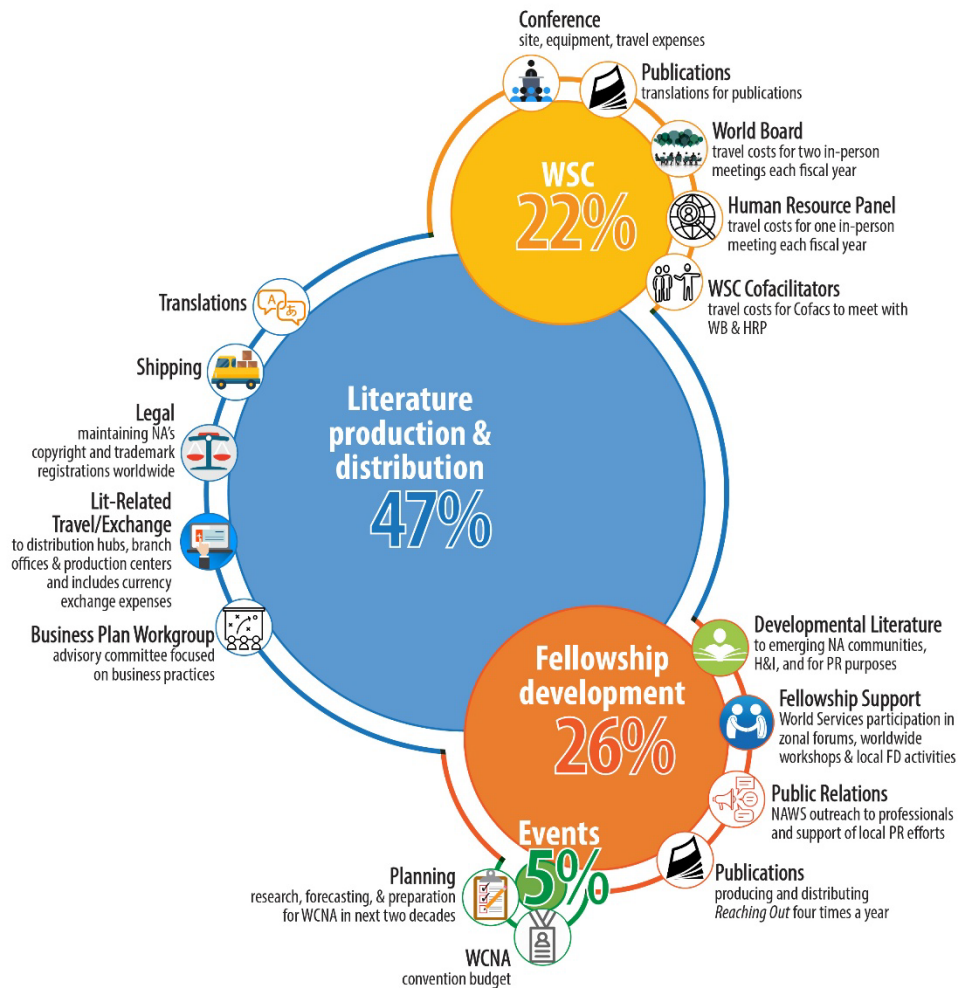 Conference
site, equipment, travel expenses
Publications
translations for publications
World Board
travel costs for two in-person
meetings each fiscal year
Human Resource Panel
travel costs for one in-person
meeting each fiscal year
WSC Cofacilitators
travel costs for Cofacs to meet with
WB & HRP
WSC
22%
Translations
A
あ
Shipping
Legal
maintaining NA's
copyright and trademark
registrations worldwide
Lit-Related
Travel/Exchange
to distribution hubs, branch
offices & production centers
and includes currency
exchange expenses
Business Plan Workgroup
advisory committee focused
on business practices
Literature
production &
distribution
47%
Fellowship
development
26%
Developmental Literature
to emerging NA communities,
H&I, and for PR purposes
Fellowship Support
World Services participation in
zonal forums, worldwide
workshops & local FD activities
Public Relations
NAWS outreach to professionals
and support of local PR efforts
Publications
producing and distributing
Reaching Out four times a year
Events
5%
Planning
research, forecasting, & preparation
for WCNA in next two decades
WCNA
convention budget